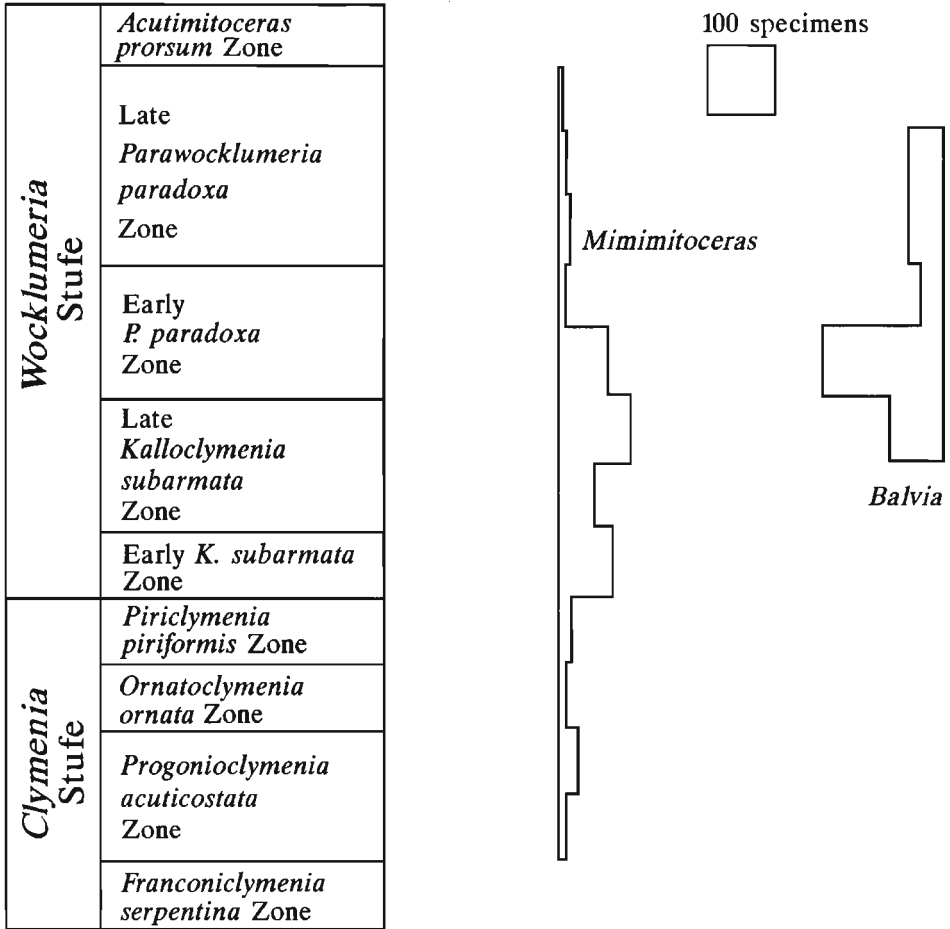 Wocklumeria
Stufe
Acutimitoceras
prorsum Zone
Late
Parawocklumeria
paradoxa
Zone
Early
P. paradoxa
Zone
Late
Kalloclymenia
subarmata
Zone
Early K. subarmata
Zone
Clymenia
Stufe
Piriclymenia
piriformis Zone
Ornatoclymenia
ornata Zone
Progonioclymenia
acuticostata
Zone
Franconiclymenia
serpentina Zone
100 specimens
Mimimitoceras
Balvia